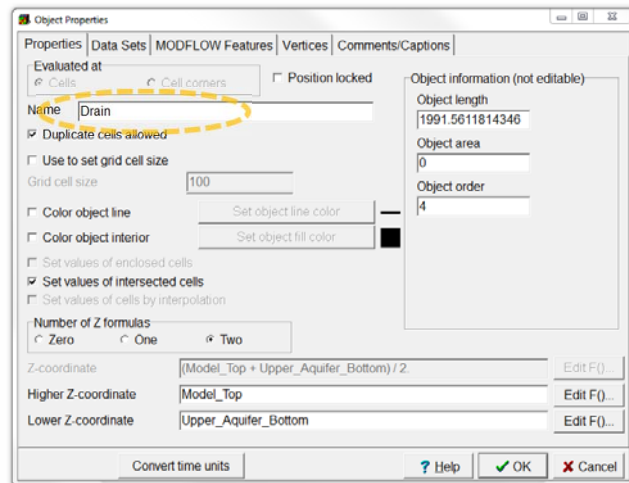 Object Properties
Properties Data Sets MODFLOW Features Vertices Comments/Captions
Evaluated at
Cells Cell corners
Position locked
Name Drain
Duplicate cells allowed
Use to set grid cell size
Grid cell size 100
Color object line Set object line color
Color object interior Set object fill color
Set values of enclosed cells
Set values of intersected cells
Set values of cells by interpolation
Number of Z formulas
Zero One Two
Z-coordinate (Model_Top + Upper_Aquifer_Bottom) / 2. Edit F()...
Higher Z-coordinate Model_Top Edit F()...
Lower Z-coordinate Upper_Aquifer_Bottom Edit F()...
Object information (not editable)
Object length
1991.5611814346
Object area
0
Object order
4
Convert time units ? Help OK Cancel